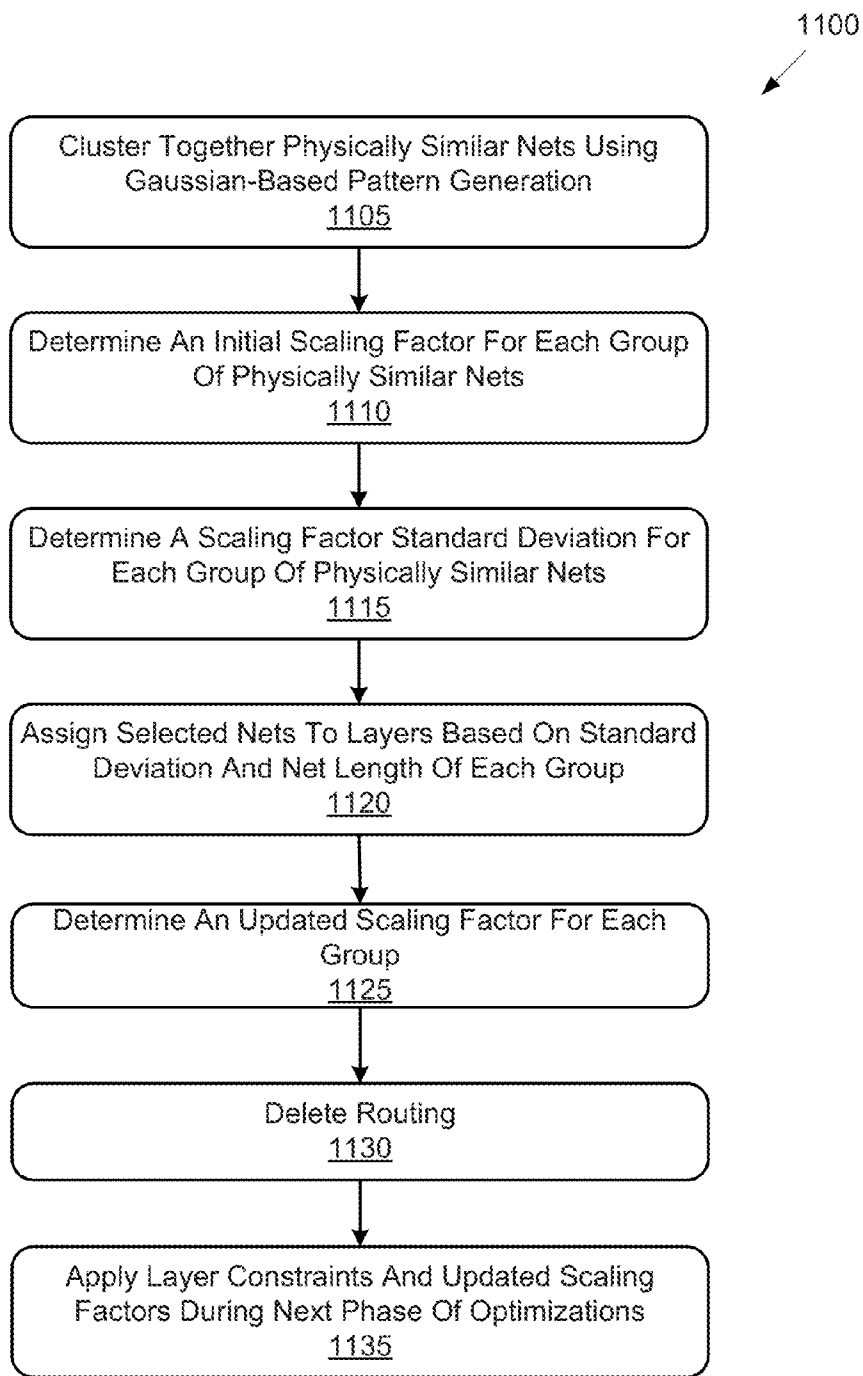 1100
Cluster Together Physically Similar Nets Using
Gaussian-Based Pattern Generation
1105
Determine An Initial Scaling Factor For Each Group
Of Physically Similar Nets
1110
Determine A Scaling Factor Standard Deviation For
Each Group Of Physically Similar Nets
1115
Assign Selected Nets To Layers Based On Standard
Deviation And Net Length Of Each Group
1120
Determine An Updated Scaling Factor For Each
Group
1125
Delete Routing
1130
Apply Layer Constraints And Updated Scaling
Factors During Next Phase Of Optimizations
1135